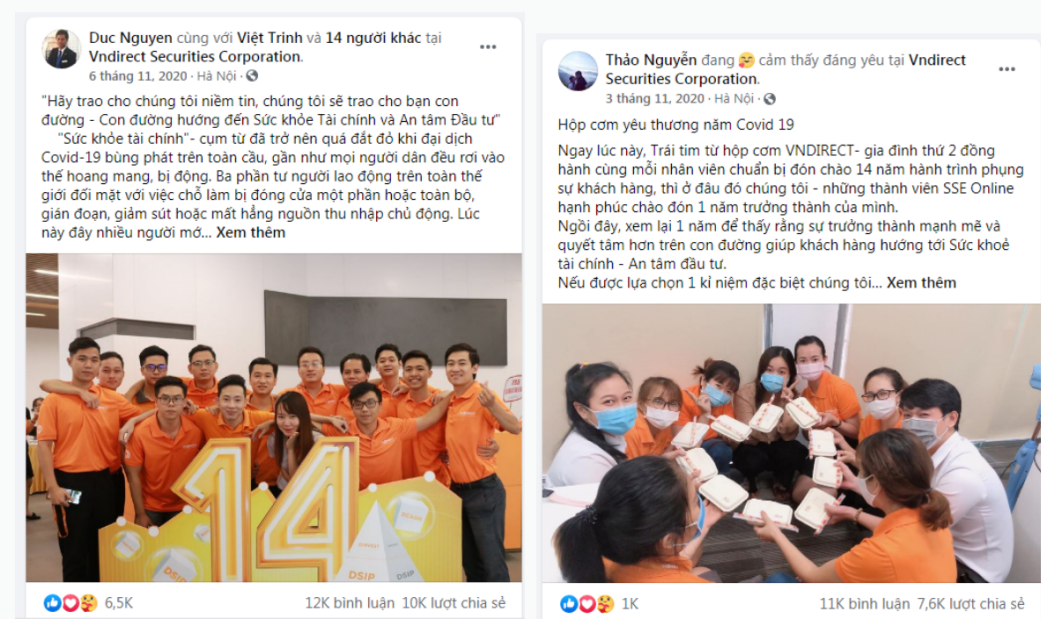 Duc Nguyen cùng với Việt Trinh và 14 người khác tại
Vndirect Securities Corporation.
6 tháng 11, 2020 · Hà Nội ·
"Hãy trao cho chúng tôi niềm tin, chúng tôi sẽ trao cho bạn con
đường - Con đường hướng đến Sức khỏe Tài chính và An tâm Đầu tư"
"Sức khỏe tài chính"- cụm từ đã trở nên quá đắt đỏ khi đại dịch
Covid-19 bùng phát trên toàn cầu, gần như mọi người dân đều rơi vào
thế hoang mang, bị động. Ba phần tư người lao động trên toàn thế
giới đối mặt với việc chỗ làm bị đóng cửa một phần hoặc toàn bộ,
gián đoạn, giảm sút hoặc mất hẳng nguồn thu nhập chủ động. Lúc
này đây nhiều người mớ... Xem thêm
14
DSIP
DSIP
6,5K
12K bình luận 10K lượt chia sẻ
Thảo Nguyễn đang 🥰 cảm thấy đáng yêu tại Vndirect
Securities Corporation.
3 tháng 11, 2020 · Hà Nội ·
Hộp cơm yêu thương năm Covid 19
Ngay lúc này, Trái tim từ hộp cơm VNDIRECT- gia đình thứ 2 đồng
hành cùng mỗi nhân viên chuẩn bị đón chào 14 năm hành trình phụng
sự khách hàng, thì ở đâu đó chúng tôi - những thành viên SSE Online
hạnh phúc chào đón 1 năm trưởng thành của mình.
Ngồi đây, xem lại 1 năm để thấy rằng sự trưởng thành mạnh mẽ và
quyết tâm hơn trên con đường giúp khách hàng hướng tới Sức khoẻ
tài chính - An tâm đầu tư.
Nếu được lựa chọn 1 kỉ niệm đặc biệt chúng tôi... Xem thêm
1K
11K bình luận 7,6K lượt chia sẻ